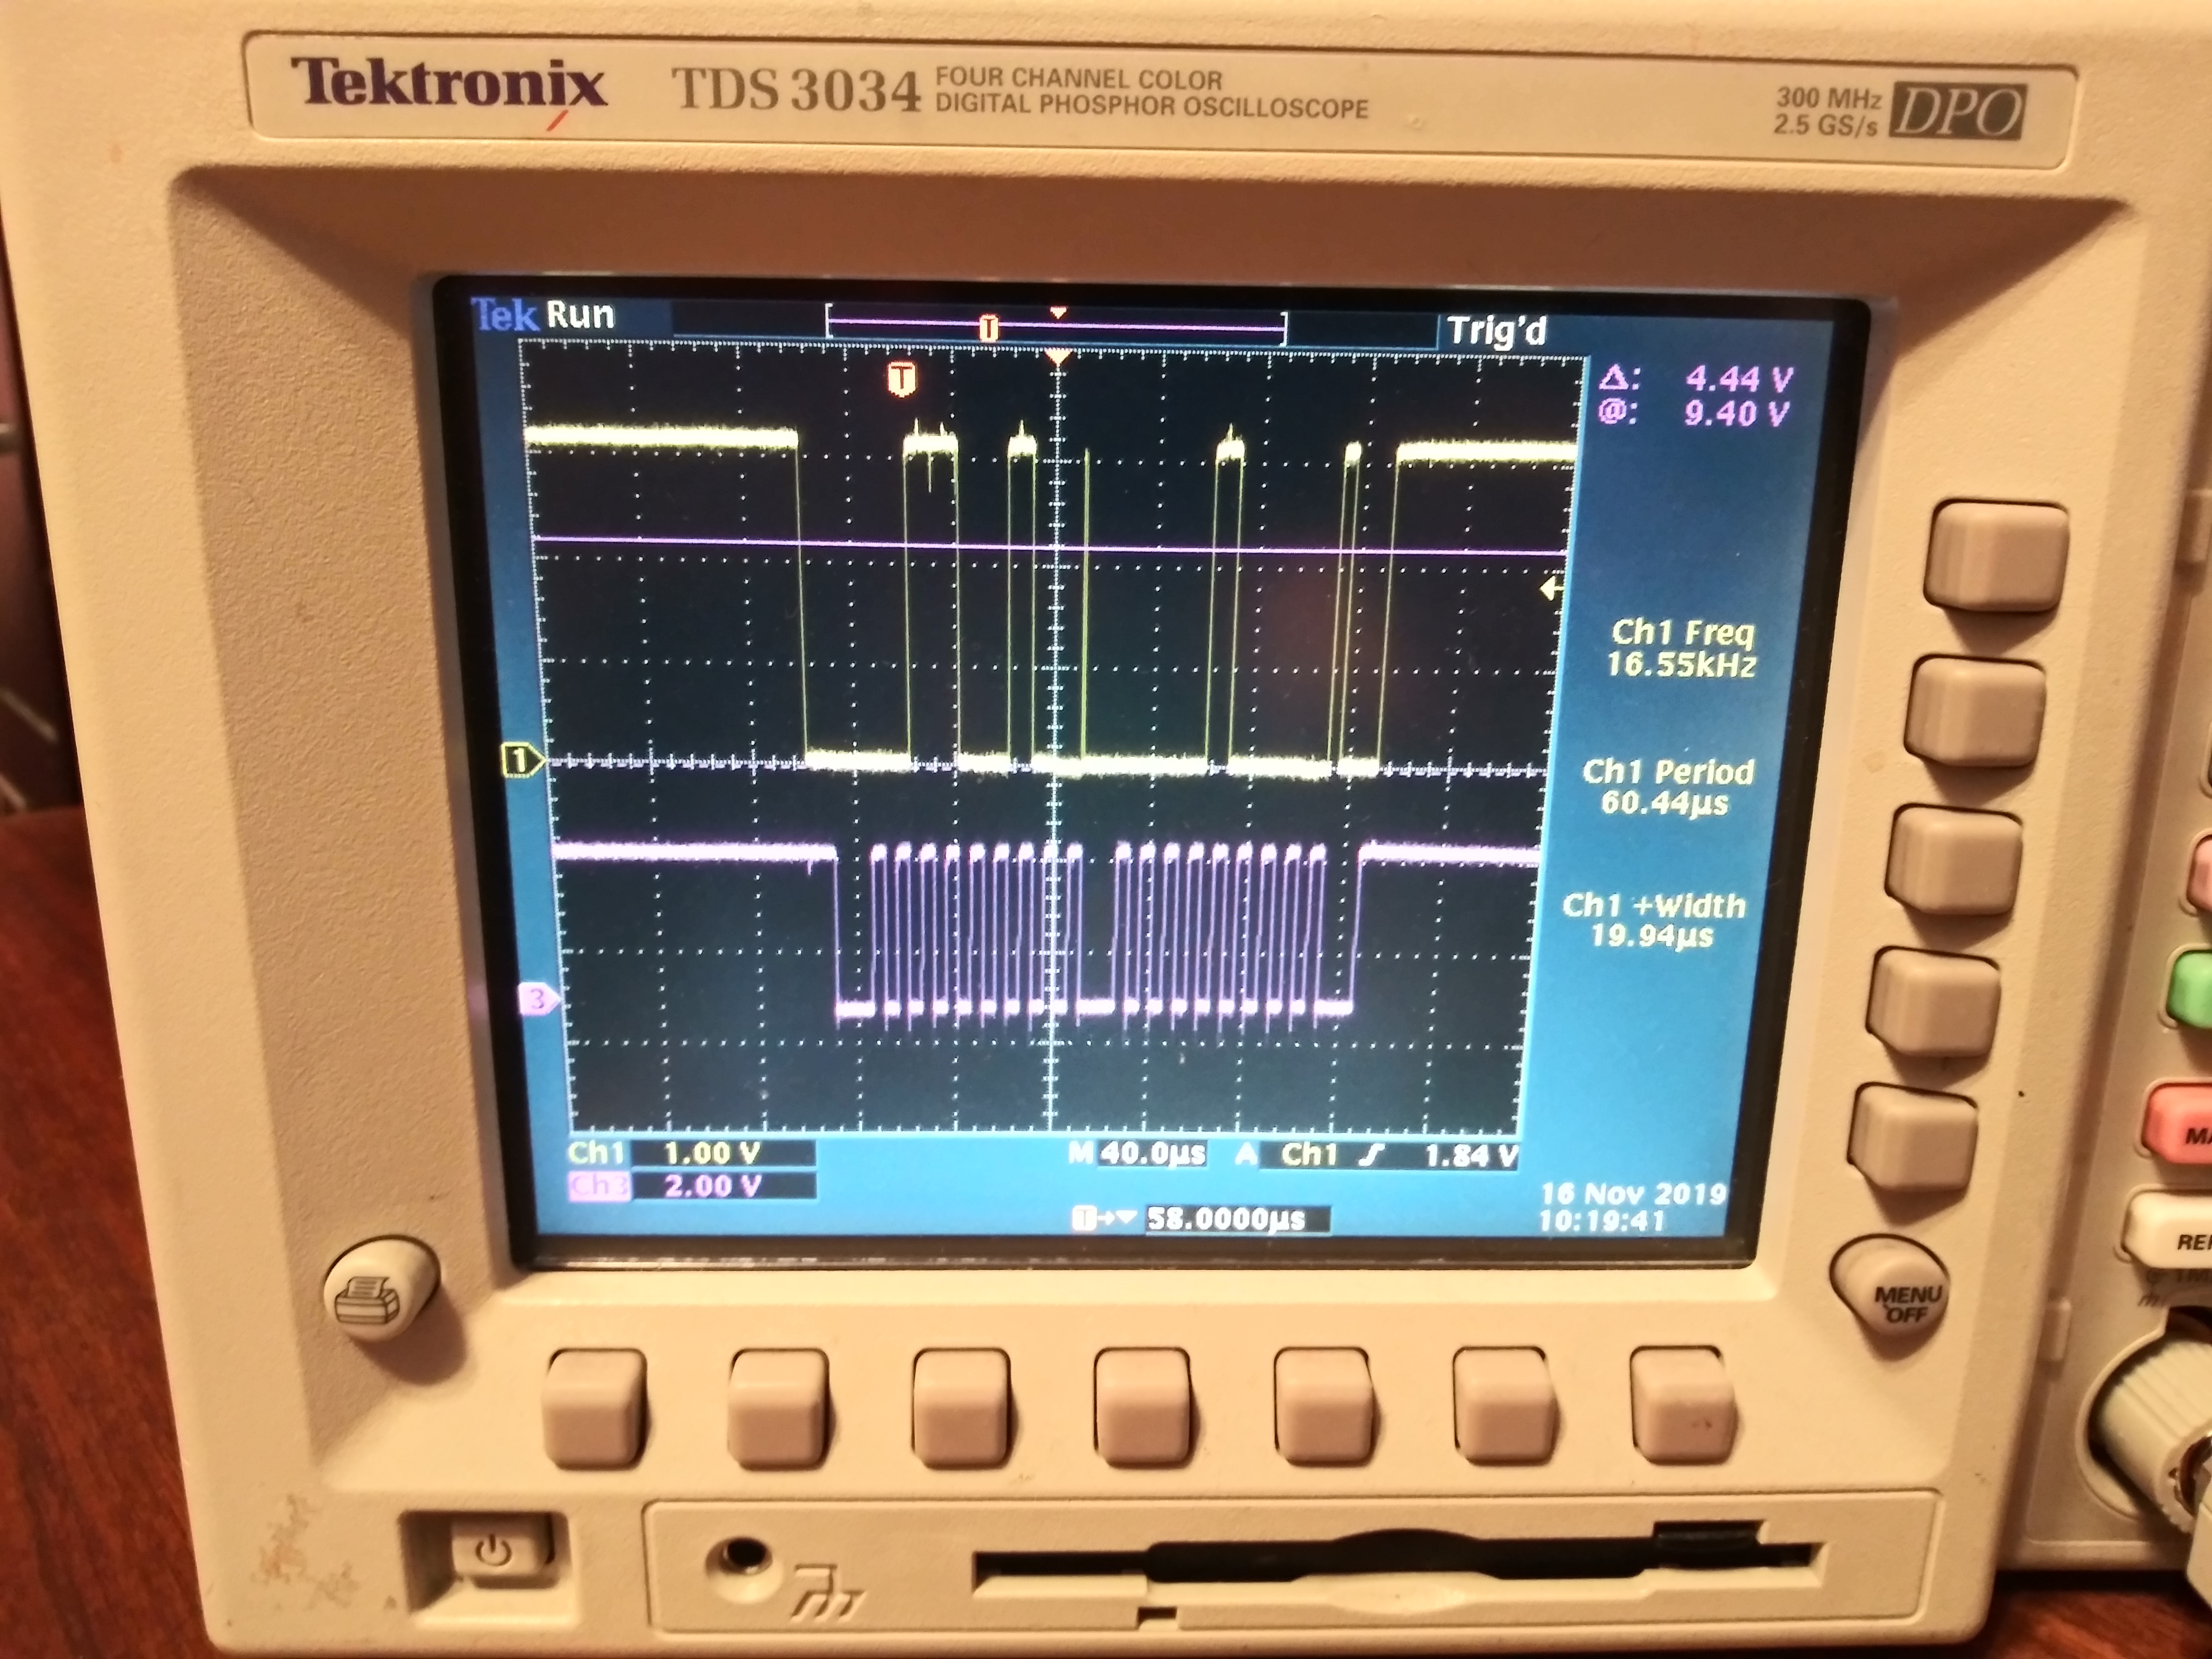 Tektronix TDS 3034 FOUR CHANNEL COLOR
DIGITAL PHOSPHOR OSCILLOSCOPE
300 MHz
2.5 GS/s DPO
Tek Run
T
Trig'd
T
Δ: 4.44 V
@: 9.40 V
Ch1 Freq
16.55kHz
1
Ch1 Period
60.44µs
Ch1 +Width
19.94µs
3
Ch1 1.00 V M 40.0µs A Ch1 1.84 V
Ch3 2.00 V
T 58.0000µs
16 Nov 2019
10:19:41
MENU
OFF